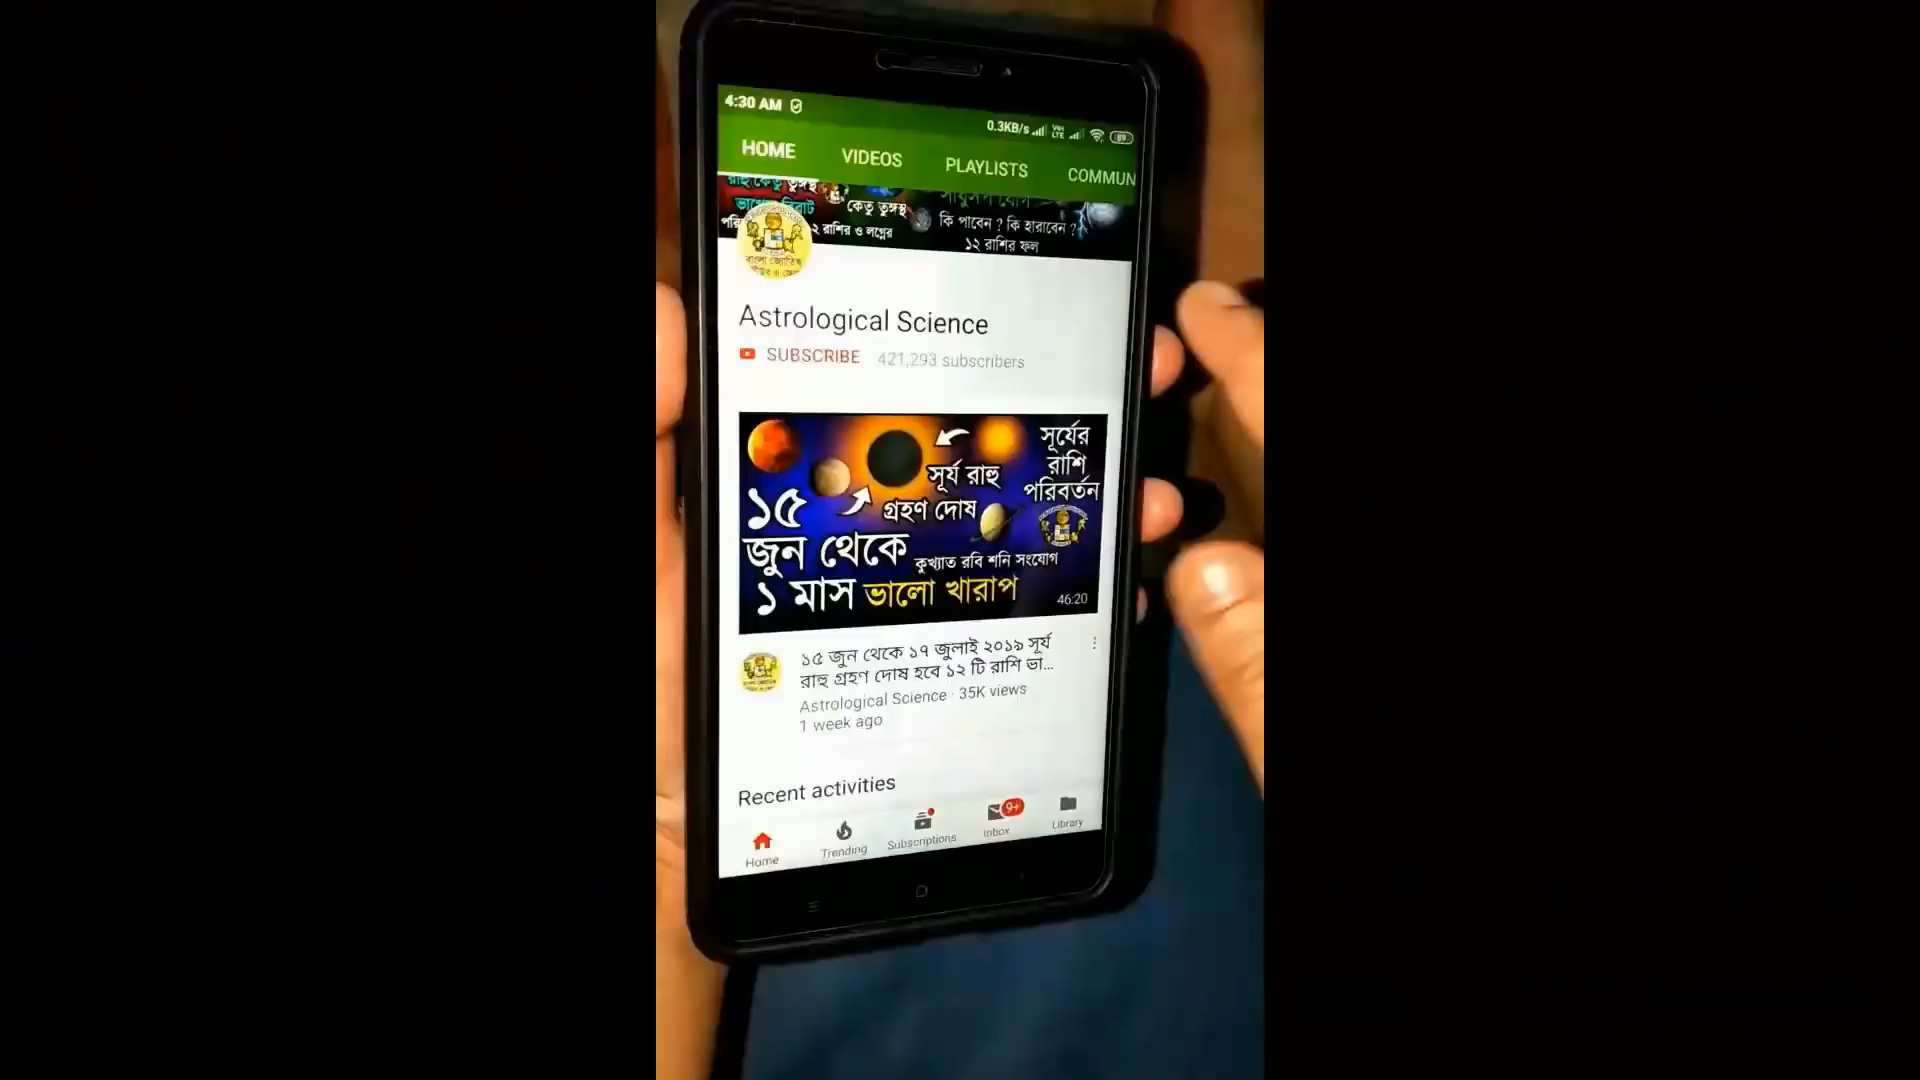 4:30 AM
0.3KB/s
89
HOME VIDEOS PLAYLISTS COMMUN
রাহু কেতু তুঙ্গস্থ
কেতু তুঙ্গস্থ
২ রাশির ও লগ্নের
কি পাবেন ? কি হারাবেন ?
১২ রাশির ফল
Astrological Science
SUBSCRIBE 421,293 subscribers
সূর্যের
রাশি
পরিবর্তন
সূর্য রাহু
গ্রহণ দোষ
১৫
জুন থেকে
কুখ্যাত রবি শনি সংযোগ
১ মাস ভালো খারাপ
46:20
১৫ জুন থেকে ১৭ জুলাই ২০১৯ সূর্য
রাহু গ্রহণ দোষ হবে ১২ টি রাশি ভা...
Astrological Science · 35K views
1 week ago
Recent activities
9+
Home Trending Subscriptions Inbox Library